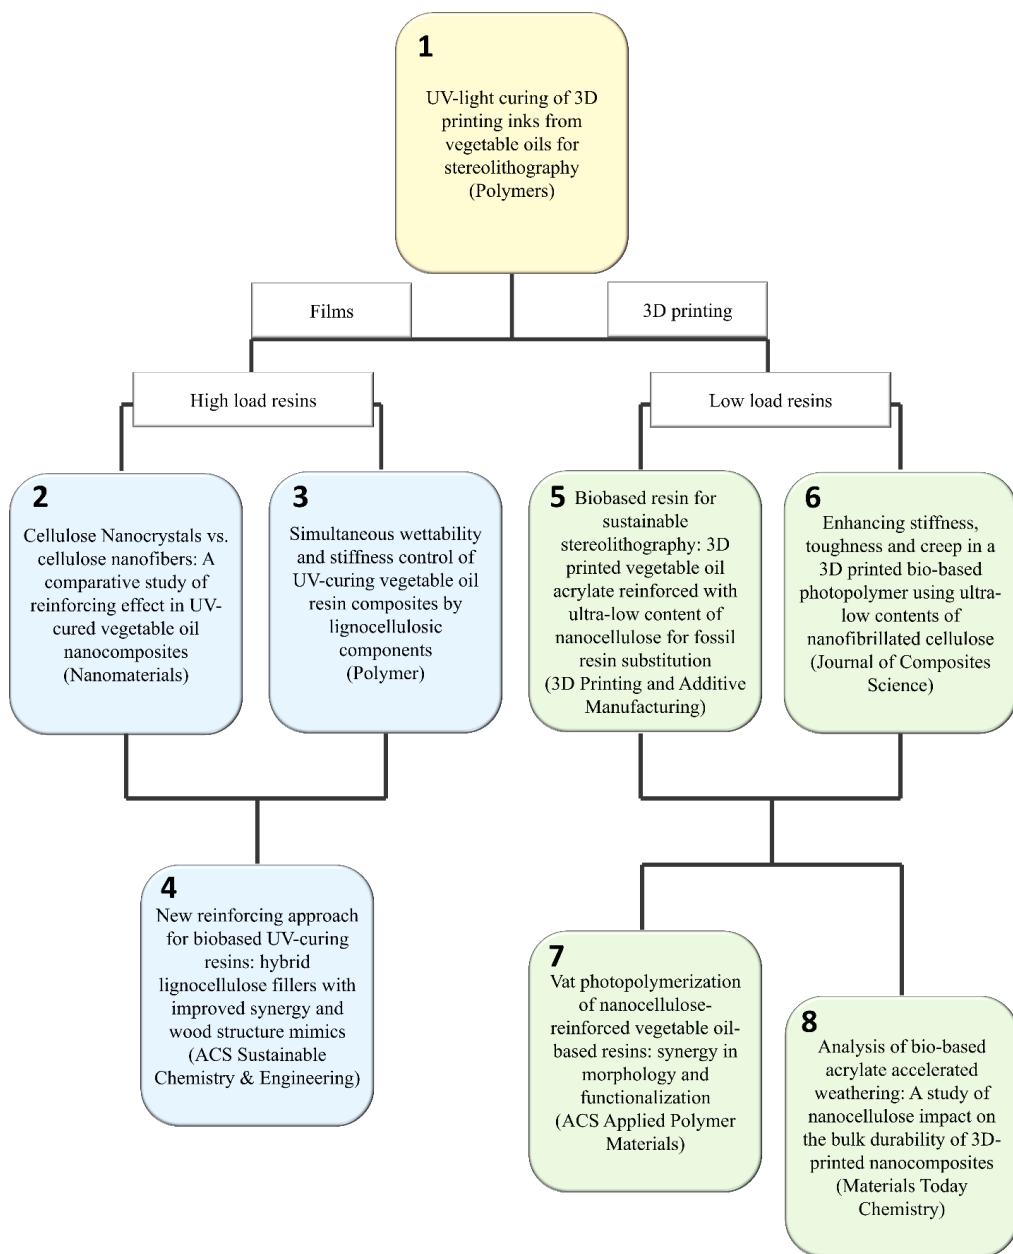 1
UV-light curing of 3D
printing inks from
vegetable oils for
stereolithography
(Polymers)
Films
3D printing
High load resins
Low load resins
2
Cellulose Nanocrystals vs.
cellulose nanofibers: A
comparative study of
reinforcing effect in UV-
cured vegetable oil
nanocomposites
(Nanomaterials)
3
Simultaneous wettability
and stiffness control of
UV-curing vegetable oil
resin composites by
lignocellulosic
components
(Polymer)
5
Biobased resin for
sustainable
stereolithography: 3D
printed vegetable oil
acrylate reinforced with
ultra-low content of
nanocellulose for fossil
resin substitution
(3D Printing and Additive
Manufacturing)
6
Enhancing stiffness,
toughness and creep in a
3D printed bio-based
photopolymer using ultra-
low contents of
nanofibrillated cellulose
(Journal of Composites
Science)
4
New reinforcing approach
for biobased UV-curing
resins: hybrid
lignocellulose fillers with
improved synergy and
wood structure mimics
(ACS Sustainable
Chemistry & Engineering)
7
Vat photopolymerization
of nanocellulose-
reinforced vegetable oil-
based resins: synergy in
morphology and
functionalization
(ACS Applied Polymer
Materials)
8
Analysis of bio-based
acrylate accelerated
weathering: A study of
nanocellulose impact on
the bulk durability of 3D-
printed nanocomposites
(Materials Today
Chemistry)